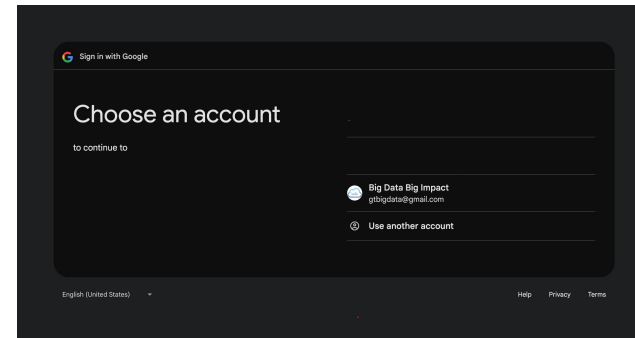 Sign in with Google
Choose an account
to continue to
Big Data Big Impact
gtbigdata@gmail.com
Use another account
English (United States)
Help Privacy Terms